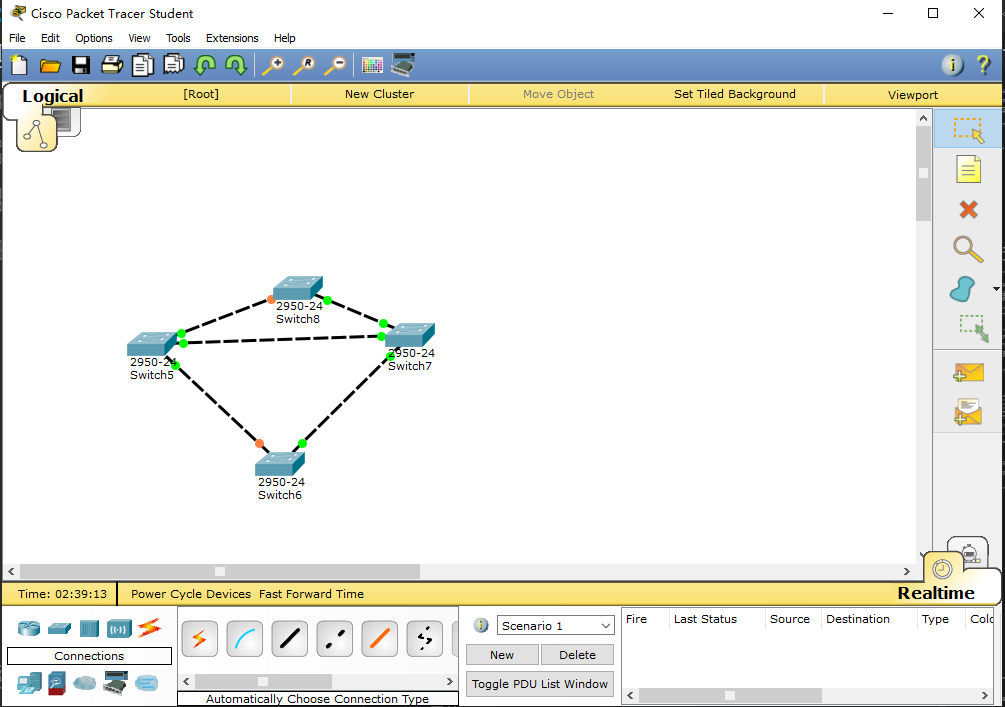 Cisco Packet Tracer Student
File Edit Options View Tools Extensions Help
R
i ?
Logical [Root] New Cluster Move Object Set Tiled Background Viewport
2950-24
Switch8
2950-24
Switch7
2950-24
Switch5
2950-24
Switch6
Realtime
Time: 02:39:13 Power Cycle Devices Fast Forward Time
Connections
Automatically Choose Connection Type
i Scenario 1
New Delete
Toggle PDU List Window
Fire Last Status Source Destination Type Colo